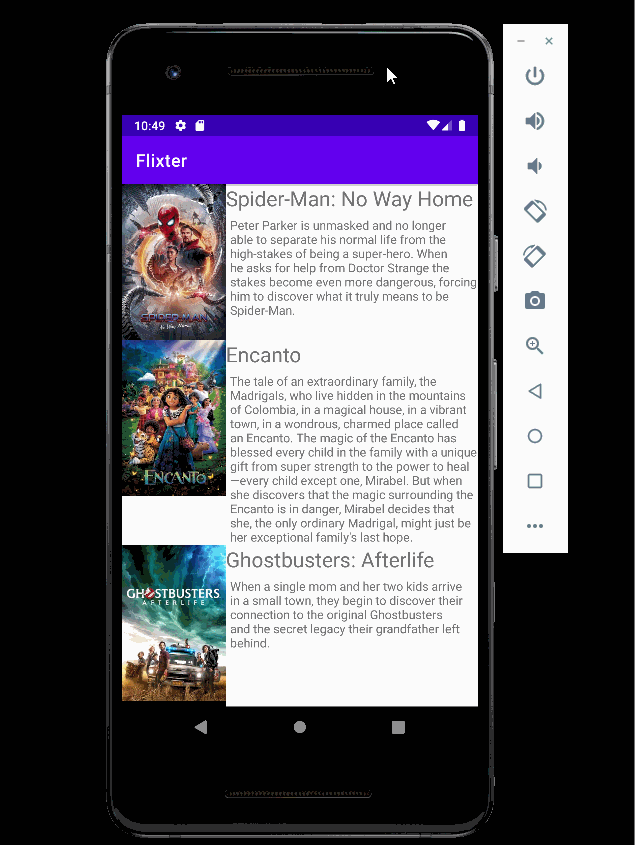 10:49
Flixter
Spider-Man: No Way Home
Peter Parker is unmasked and no longer
able to separate his normal life from the
high-stakes of being a super-hero. When
he asks for help from Doctor Strange the
stakes become even more dangerous, forcing
him to discover what it truly means to be
Spider-Man.
SPIDER-MAN
Encanto
The tale of an extraordinary family, the
Madrigals, who live hidden in the mountains
of Colombia, in a magical house, in a vibrant
town, in a wondrous, charmed place called
an Encanto. The magic of the Encanto has
blessed every child in the family with a unique
gift from super strength to the power to heal
—every child except one, Mirabel. But when
she discovers that the magic surrounding the
Encanto is in danger, Mirabel decides that
she, the only ordinary Madrigal, might just be
her exceptional family's last hope.
ENCANTO
Ghostbusters: Afterlife
When a single mom and her two kids arrive
in a small town, they begin to discover their
connection to the original Ghostbusters
and the secret legacy their grandfather left
behind.
GHOSTBUSTERS
AFTERLIFE